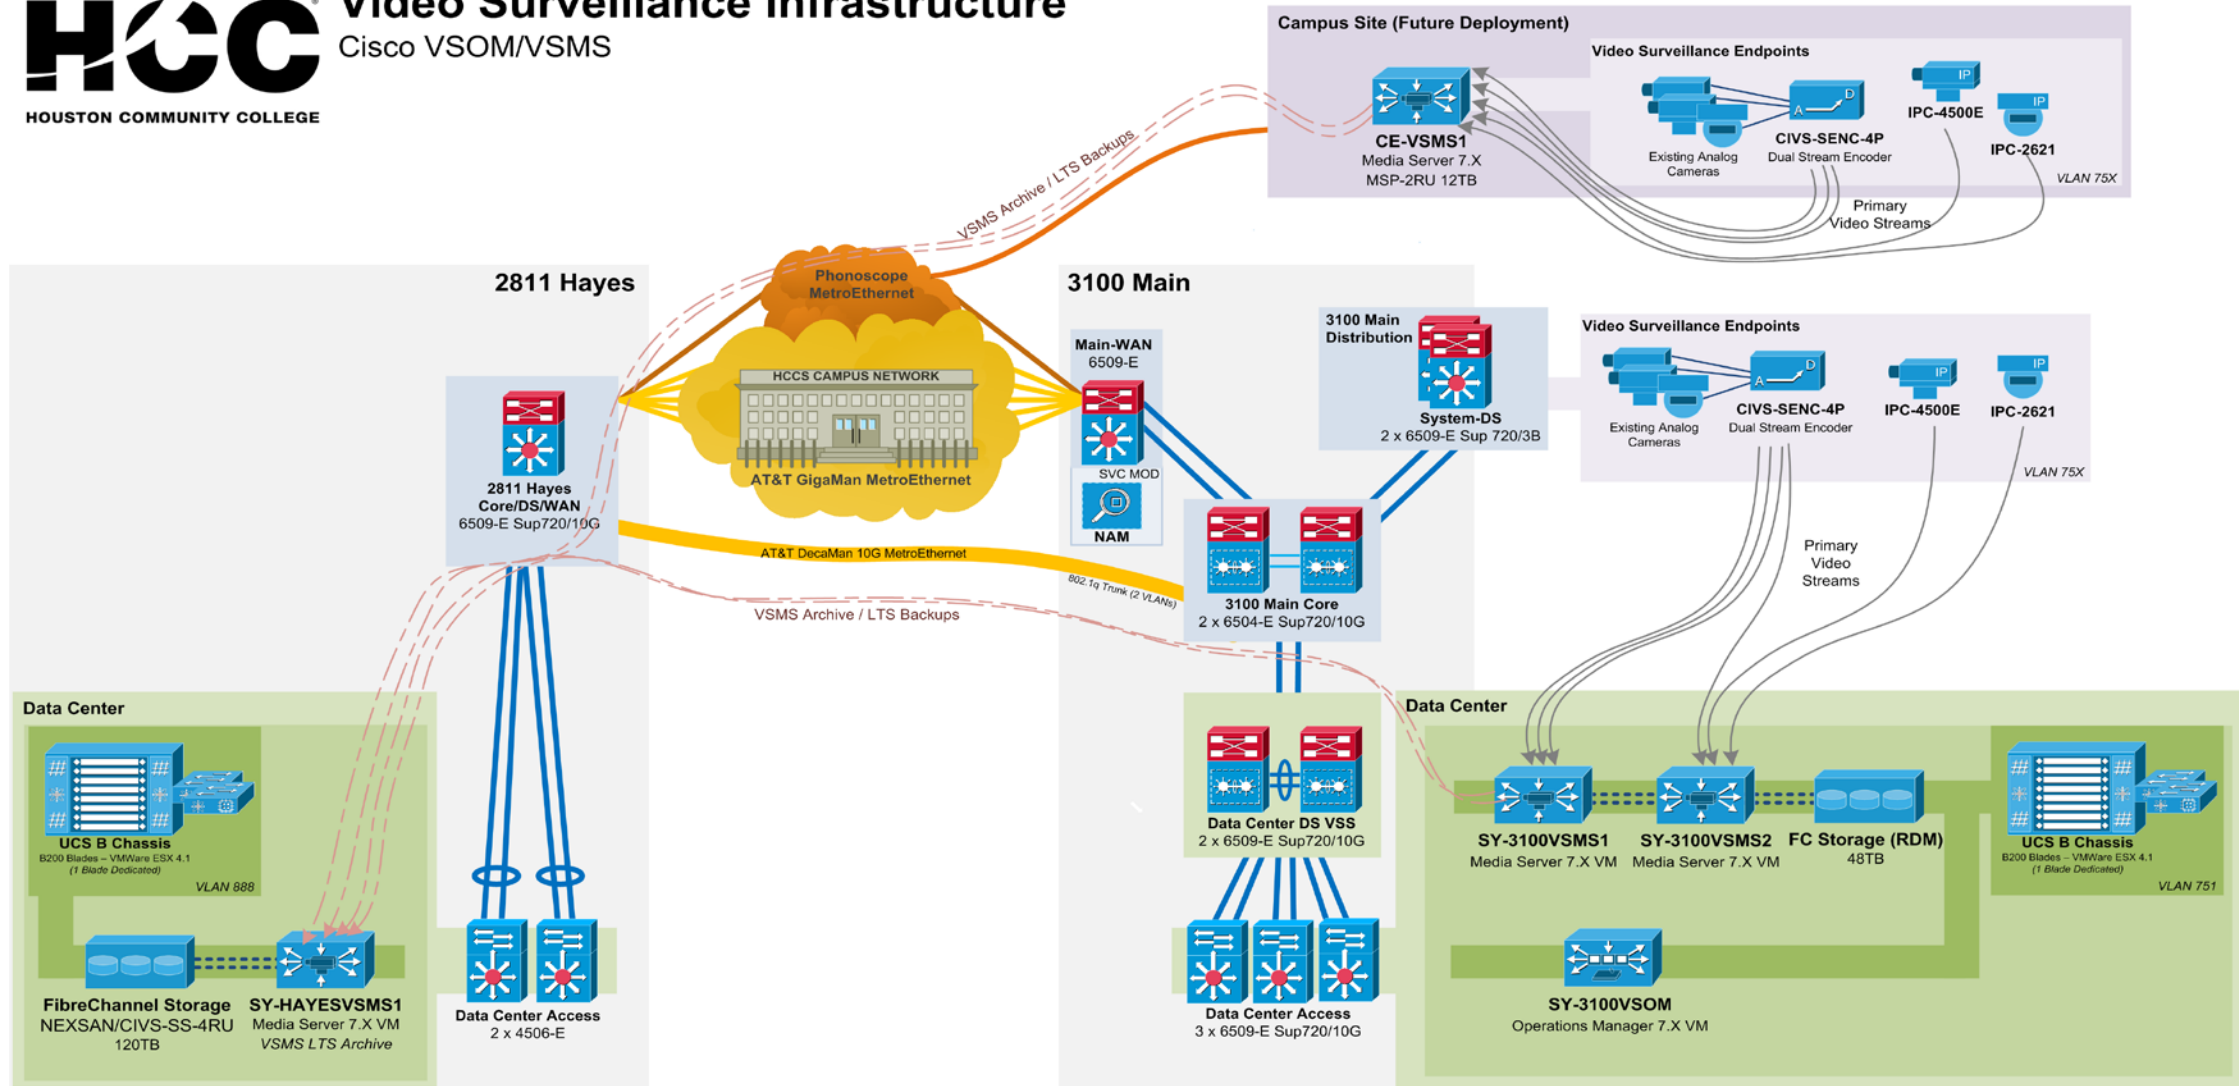 HCC
HOUSTON COMMUNITY COLLEGE
Video Surveillance Infrastructure
Cisco VSOM/VSMS
Campus Site (Future Deployment)
Video Surveillance Endpoints
CE-VSMS1
Media Server 7.X
MSP-2RU 12TB
Existing Analog
Cameras
A
D
CIVS-SENC-4P
Dual Stream Encoder
IP
IPC-4500E
IP
IPC-2621
VLAN 75X
Primary
Video Streams
VSMS Archive / LTS Backups
2811 Hayes
Phonoscope
MetroEthernet
HCCS CAMPUS NETWORK
AT&T GigaMan MetroEthernet
2811 Hayes
Core/DS/WAN
6509-E Sup720/10G
AT&T DecaMan 10G MetroEthernet
802.1q Trunk (2 VLANs)
VSMS Archive / LTS Backups
3100 Main
Main-WAN
6509-E
SVC MOD
NAM
3100 Main
Distribution
System-DS
2 x 6509-E Sup 720/3B
Video Surveillance Endpoints
Existing Analog
Cameras
A
D
CIVS-SENC-4P
Dual Stream Encoder
IP
IPC-4500E
IP
IPC-2621
VLAN 75X
Primary
Video
Streams
3100 Main Core
2 x 6504-E Sup720/10G
Data Center
UCS B Chassis
B200 Blades – VMWare ESX 4.1
(1 Blade Dedicated)
VLAN 888
FibreChannel Storage
NEXSAN/CIVS-SS-4RU
120TB
SY-HAYESVSMS1
Media Server 7.X VM
VSMS LTS Archive
Data Center Access
2 x 4506-E
Data Center DS VSS
2 x 6509-E Sup720/10G
Data Center Access
3 x 6509-E Sup720/10G
Data Center
SY-3100VSMS1
Media Server 7.X VM
SY-3100VSMS2
Media Server 7.X VM
FC Storage (RDM)
48TB
UCS B Chassis
B200 Blades – VMWare ESX 4.1
(1 Blade Dedicated)
VLAN 751
SY-3100VSOM
Operations Manager 7.X VM